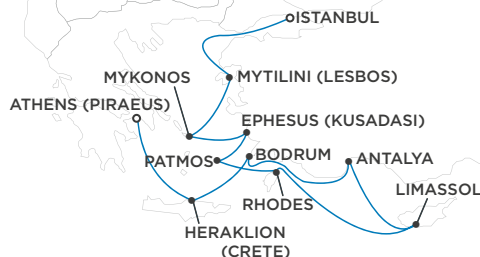 ISTANBUL
MYKONOS
MYTILINI (LESBOS)
ATHENS (PIRAEUS)
EPHESUS (KUSADASI)
PATMOS
BODRUM
ANTALYA
LIMASSOL
RHODES
HERAKLION
(CRETE)